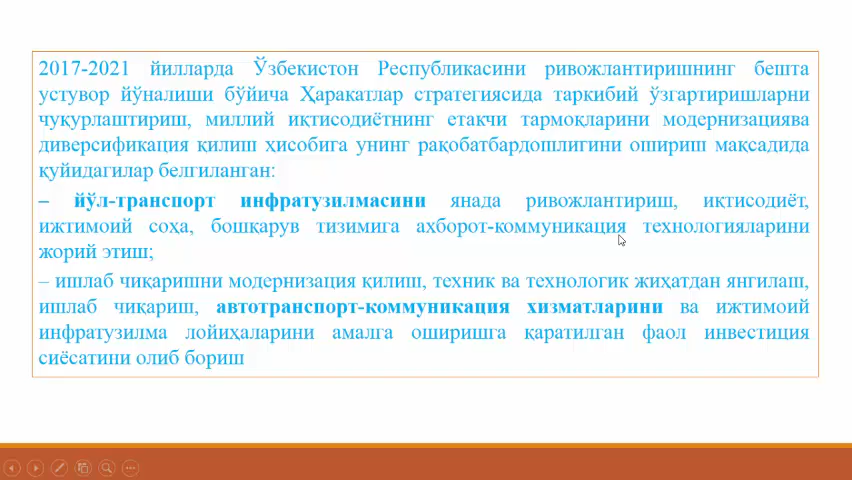 2017-2021 йилларда Ўзбекистон Республикасини ривожлантиришнинг бешта
устувор йўналиши бўйича Ҳаракатлар стратегиясида таркибий ўзгартиришларни
чуқурлаштириш, миллий иқтисодиётнинг етакчи тармоқларини модернизациява
диверсификация қилиш ҳисобига унинг рақобатбардошлигини ошириш мақсадида
қуйидагилар белгиланган:
– йўл-транспорт инфратузилмасини янада ривожлантириш, иқтисодиёт,
ижтимоий соҳа, бошқарув тизимига ахборот-коммуникация технологияларини
жорий этиш;
– ишлаб чиқаришни модернизация қилиш, техник ва технологик жиҳатдан янгилаш,
ишлаб чиқариш, автотранспорт-коммуникация хизматларини ва ижтимоий
инфратузилма лойиҳаларини амалга оширишга қаратилган фаол инвестиция
сиёсатини олиб бориш